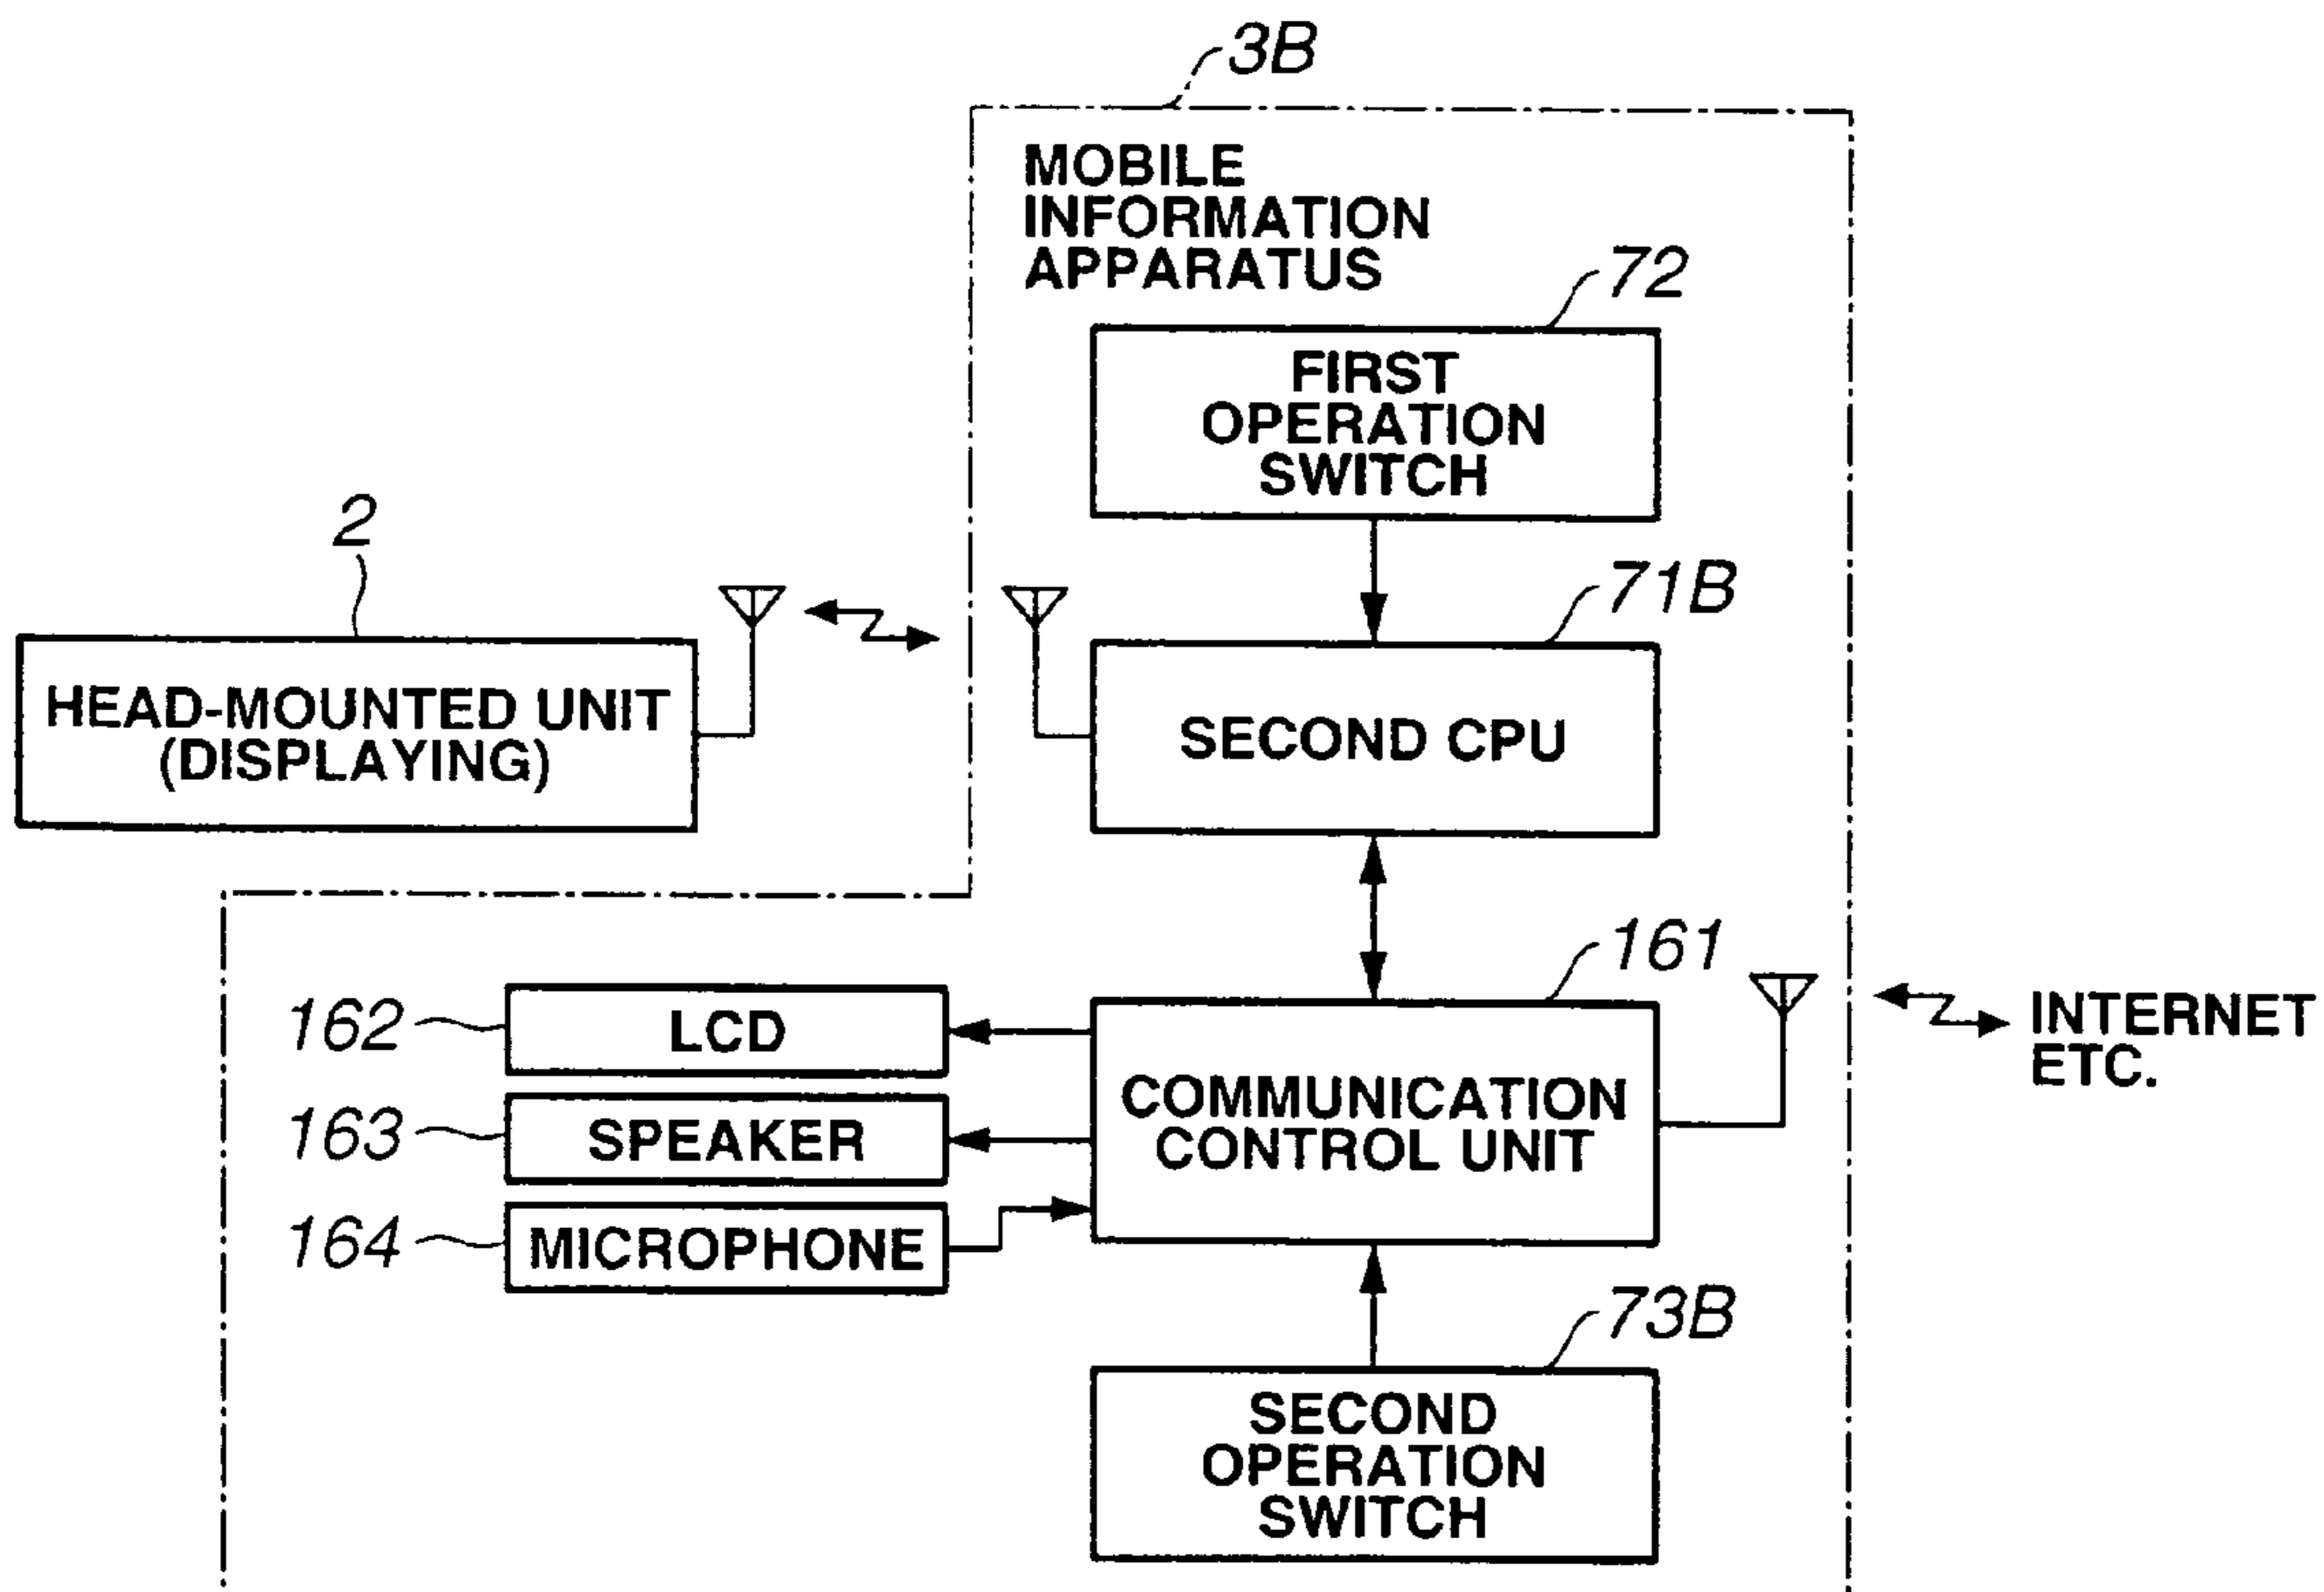 3B
MOBILE
INFORMATION
APPARATUS
72
FIRST
OPERATION
SWITCH
2
71B
HEAD-MOUNTED UNIT
(DISPLAYING)
SECOND CPU
161
162
LCD
INTERNET
ETC.
163
SPEAKER
COMMUNICATION
CONTROL UNIT
164
MICROPHONE
73B
SECOND
OPERATION
SWITCH